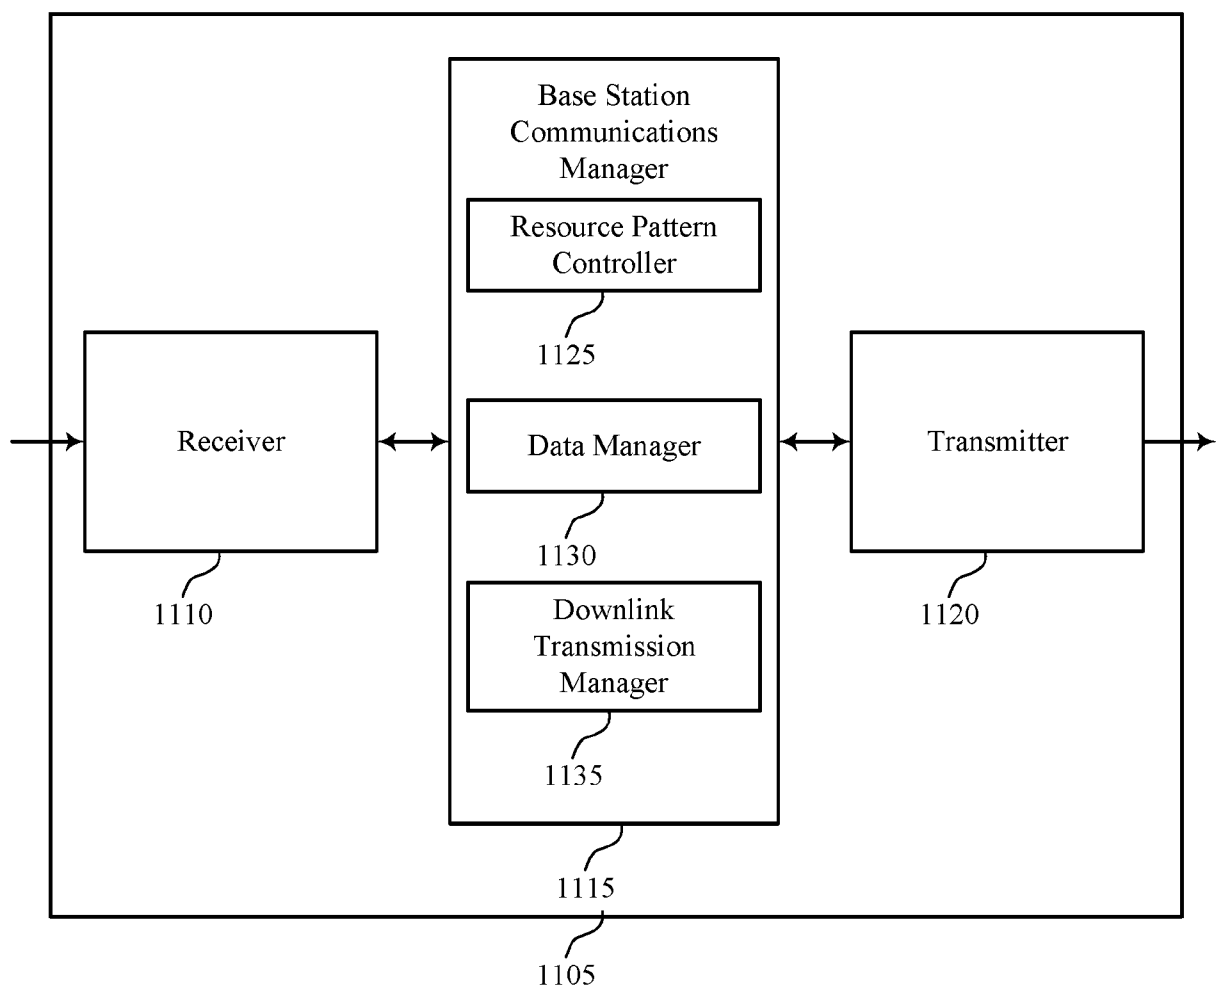 Base Station
Communications
Manager
Resource Pattern
Controller
1125
Receiver
1110
Data Manager
1130
Transmitter
1120
Downlink
Transmission
Manager
1135
1115
1105